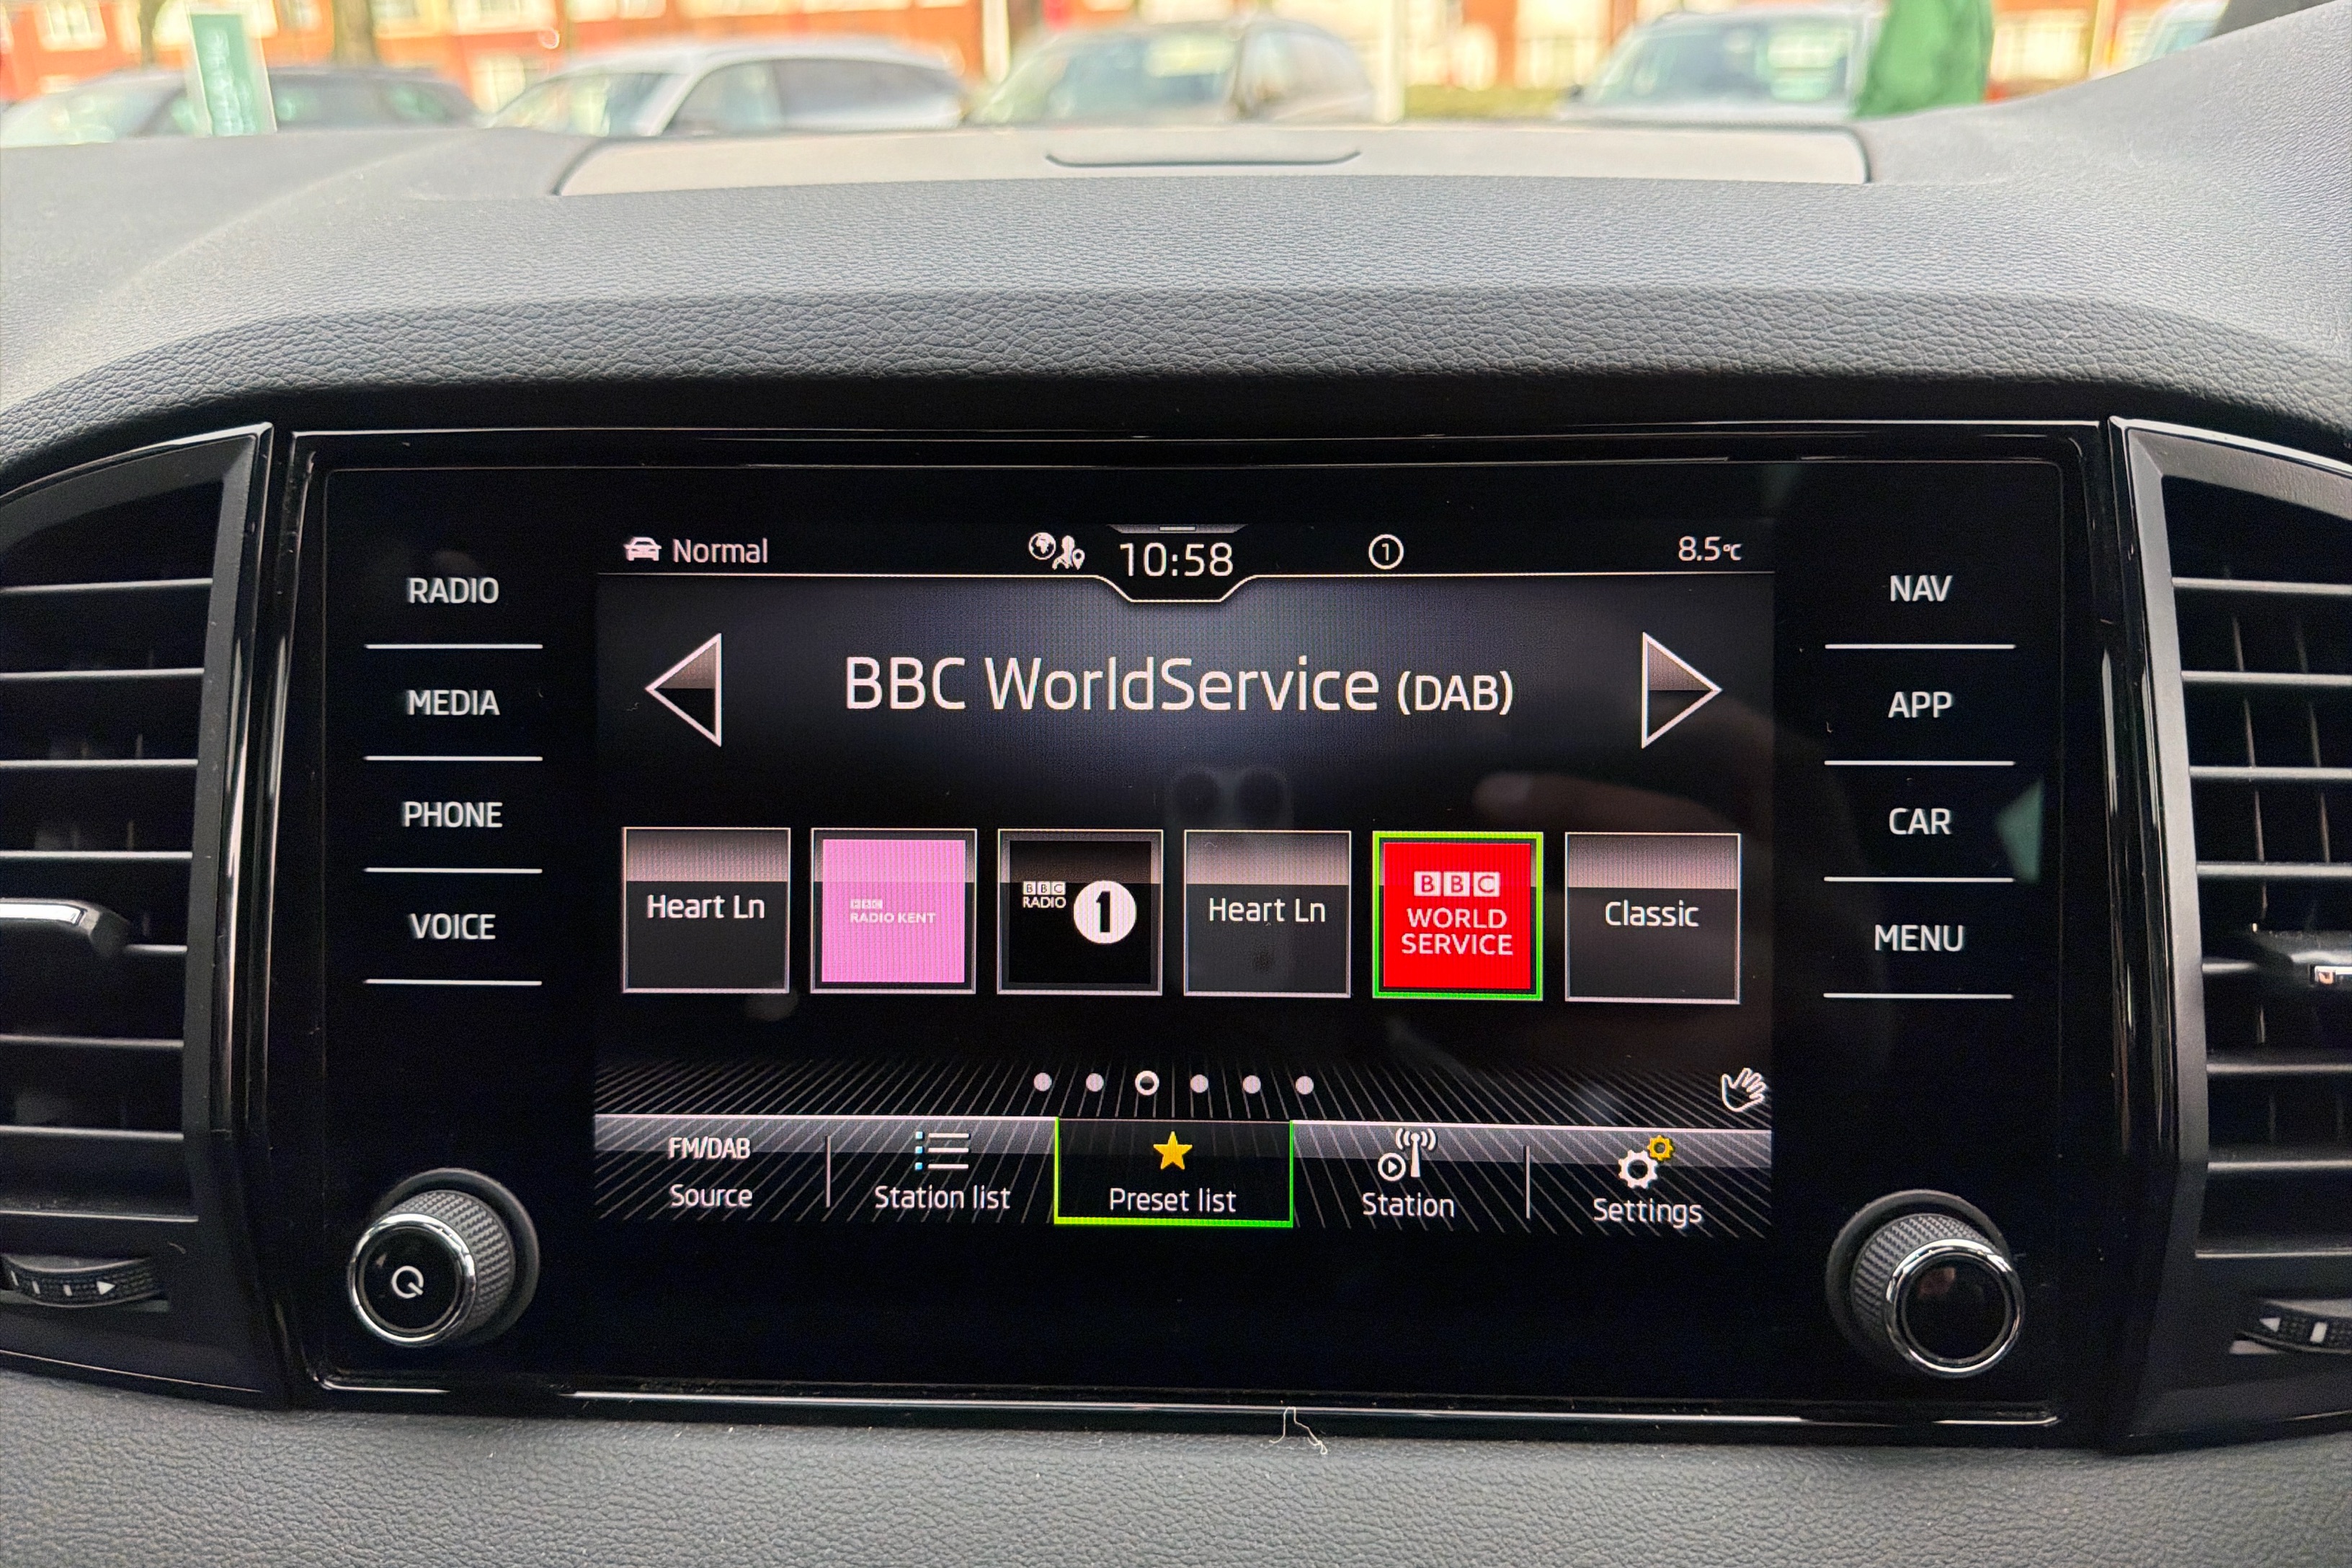 Normal
10:58
1
8.5°C
RADIO
MEDIA
PHONE
VOICE
NAV
APP
CAR
MENU
BBC WorldService (DAB)
Heart Ln
BBC
RADIO KENT
BBC
RADIO
1
Heart Ln
BBC
WORLD
SERVICE
Classic
FM/DAB
Source
Station list
Preset list
Station
Settings